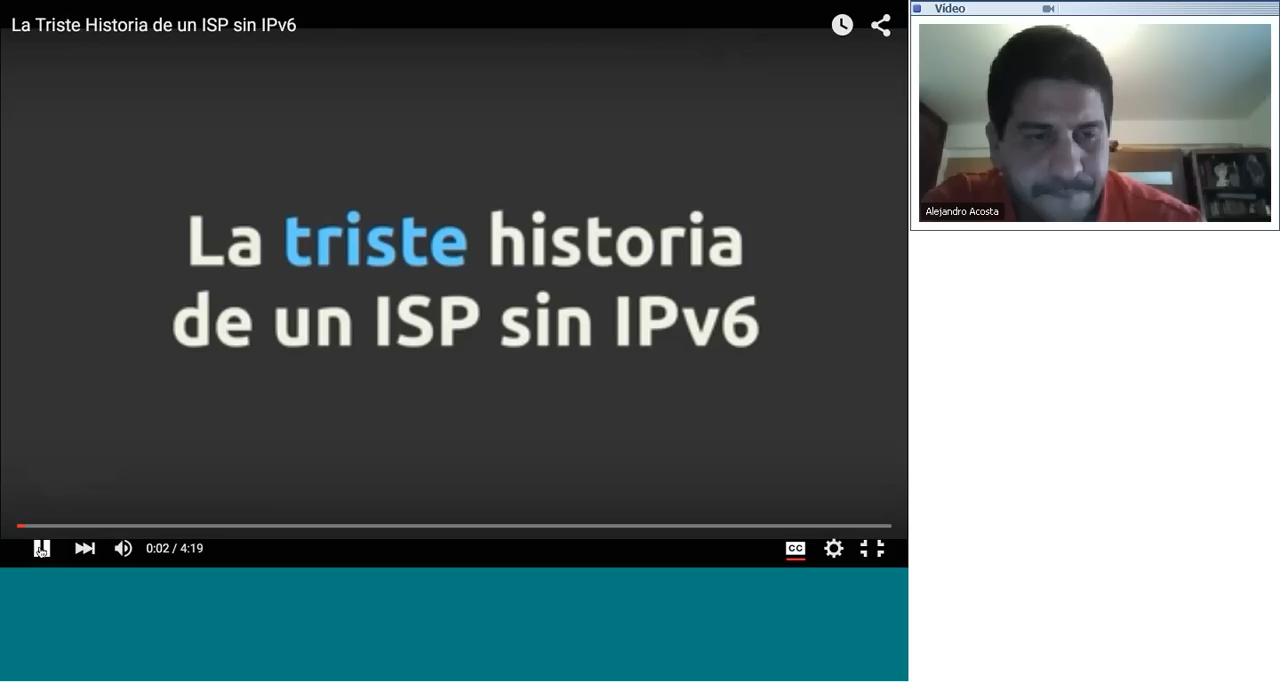 La Triste Historia de un ISP sin IPv6
Vídeo
Alejandro Acosta
La triste historia
de un ISP sin IPv6
0:02 / 4:19
CC